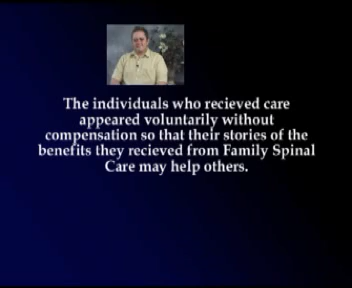 The individuals who recieved care
appeared voluntarily without
compensation so that their stories of the
benefits they recieved from Family Spinal
Care may help others.